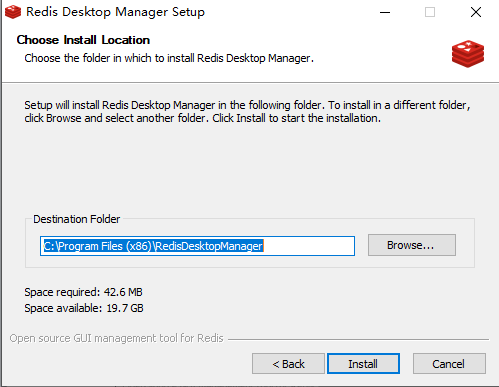 Redis Desktop Manager Setup
Choose Install Location
Choose the folder in which to install Redis Desktop Manager.
Setup will install Redis Desktop Manager in the following folder. To install in a different folder,
click Browse and select another folder. Click Install to start the installation.
Destination Folder
C:\Program Files (x86)\RedisDesktopManager
Browse...
Space required: 42.6 MB
Space available: 19.7 GB
Open source GUI management tool for Redis
< Back
Install
Cancel